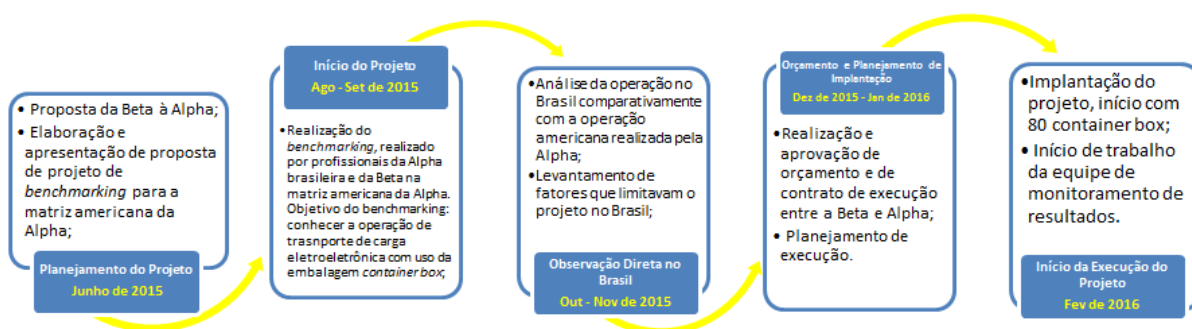 • Proposta da Beta à Alpha;
• Elaboração e
apresentação de proposta
de projeto de
benchmarking para a
matriz americana da
Alpha;
Planejamento do Projeto
Junho de 2015
Início do Projeto
Ago - Set de 2015
•Realização do
benchmarking, realizado
por profissionais da Alpha
brasileira e da Beta na
matriz americana da Alpha.
Objetivo do benchmarking:
conhecer a operação de
trasnporte de carga
eletroeletrônica com uso da
embalagem container box;
•Análise da operação no
Brasil comparativamente
com a operação
americana realizada pela
Alpha;
•Levantamento de
fatores que limitavam o
projeto no Brasil;
Observação Direta no
Brasil
Out - Nov de 2015
Orçamento e Planejamento de
Implantação
Dez de 2015 - Jan de 2016
• Realização e
aprovação de
orçamento e de
contrato de execução
entre a Beta e Alpha;
• Planejamento de
execução.
•Implantação do
projeto, início com
80 container box;
• Início de trabalho
da equipe de
monitoramento de
resultados.
Início da Execução do
Projeto
Fev de 2016